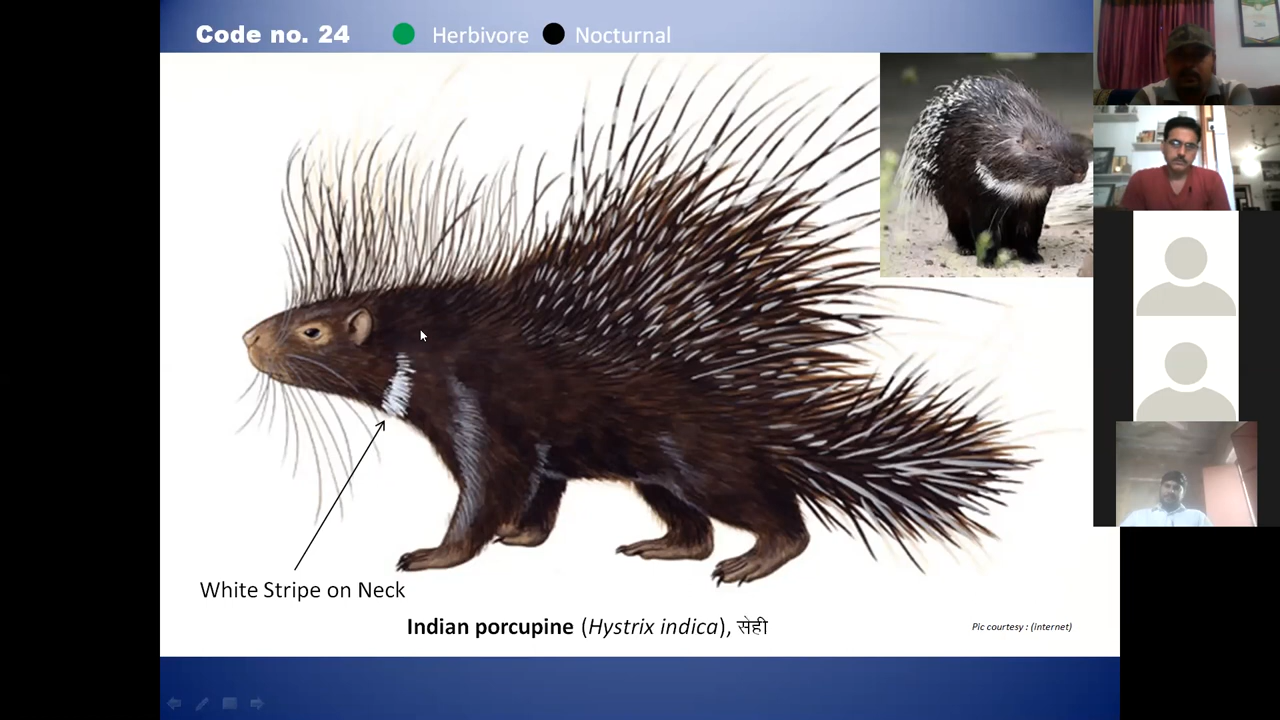 Code no. 24 Herbivore Nocturnal
White Stripe on Neck
Indian porcupine (Hystrix indica), सेही
Pic courtesy : (Internet)